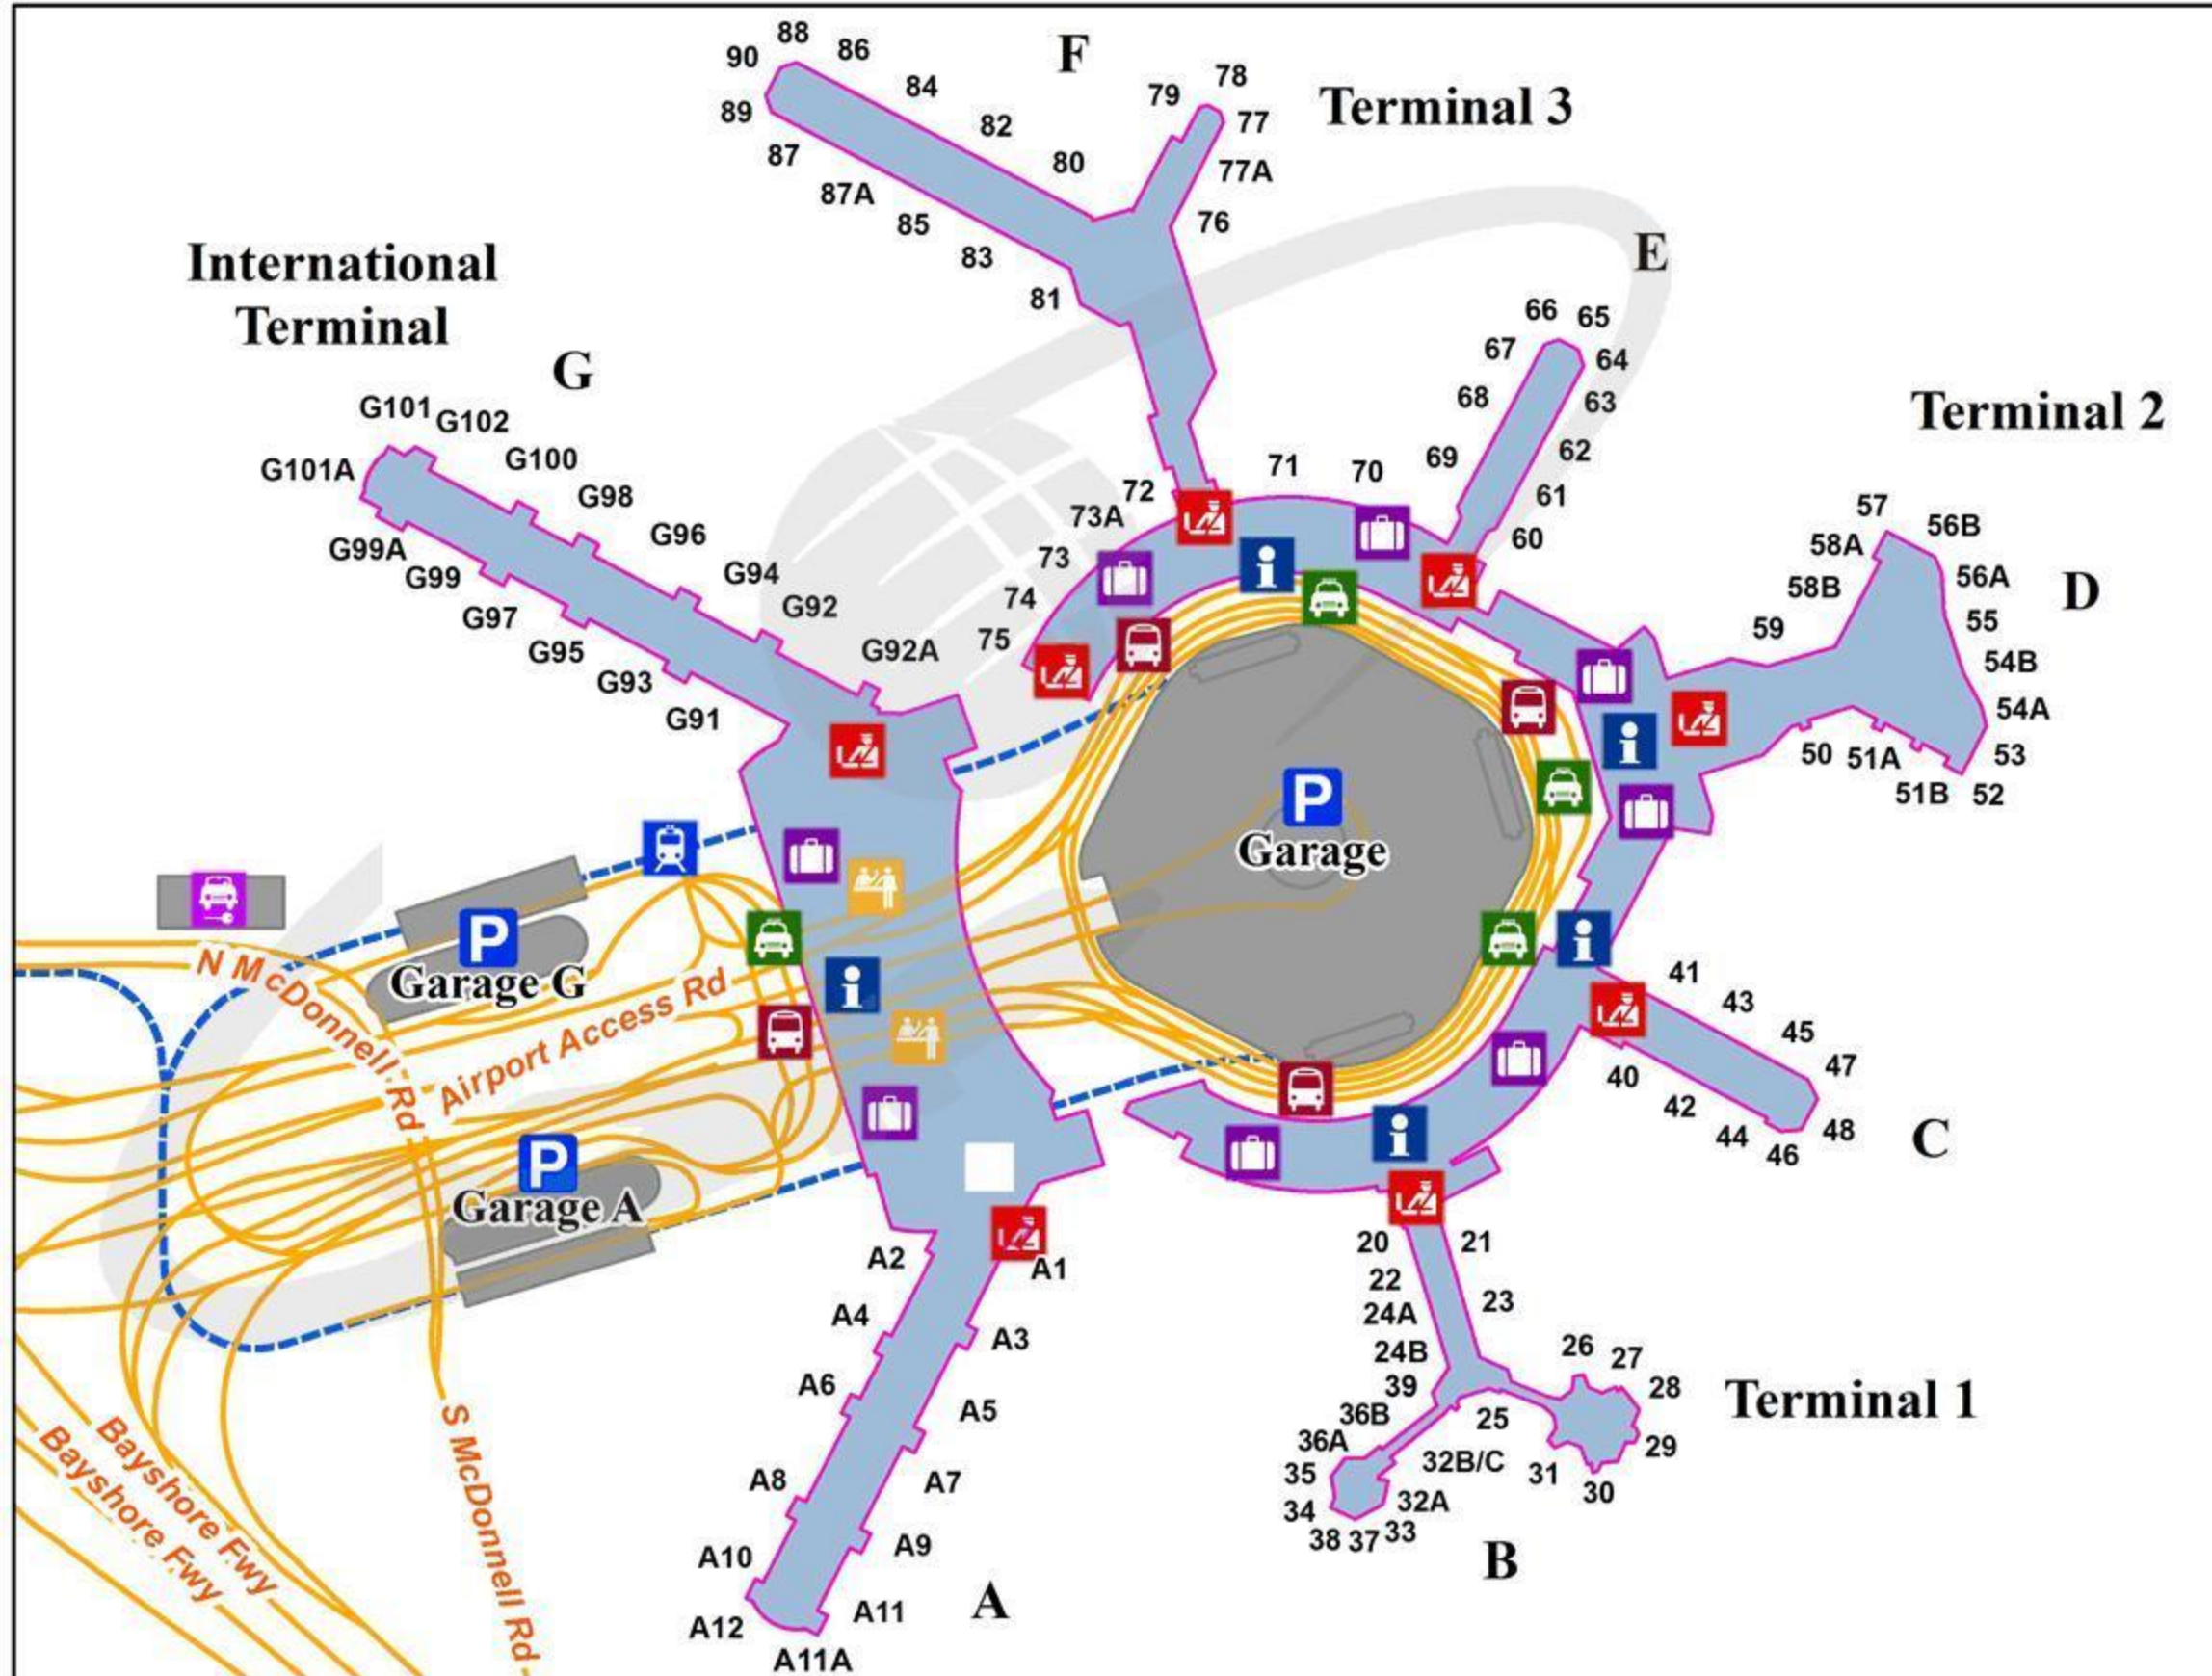 88
90
86
F
78
84
79
Terminal 3
89
77
82
87
80
77A
87A
76
85
E
83
International
Terminal
81
66
65
67
64
G
68
63
Terminal 2
G101
G102
62
G100
69
71
70
G101A
72
61
G98
57
73A
56B
G96
60
58A
G99A
73
G94
56A
D
G99
58B
74
G92
G97
55
59
75
G92A
G95
54B
G93
54A
G91
50
51A
53
51B
52
P
Garage
P
Garage G
N McDonnell Rd
Airport Access Rd
41
43
45
47
40
42
44
48
46
C
P
Garage A
A2
A1
20
21
22
A4
24A
23
A3
24B
26
27
A6
39
28
Terminal 1
36B
A5
25
36A
29
32B/C
35
31
A8
A7
30
32A
34
33
38
37
A10
A9
B
A
A12
A11
A11A
Bayshore Fwy
Bayshore Fwy
S McDonnell Rd
i
i
i
i
i